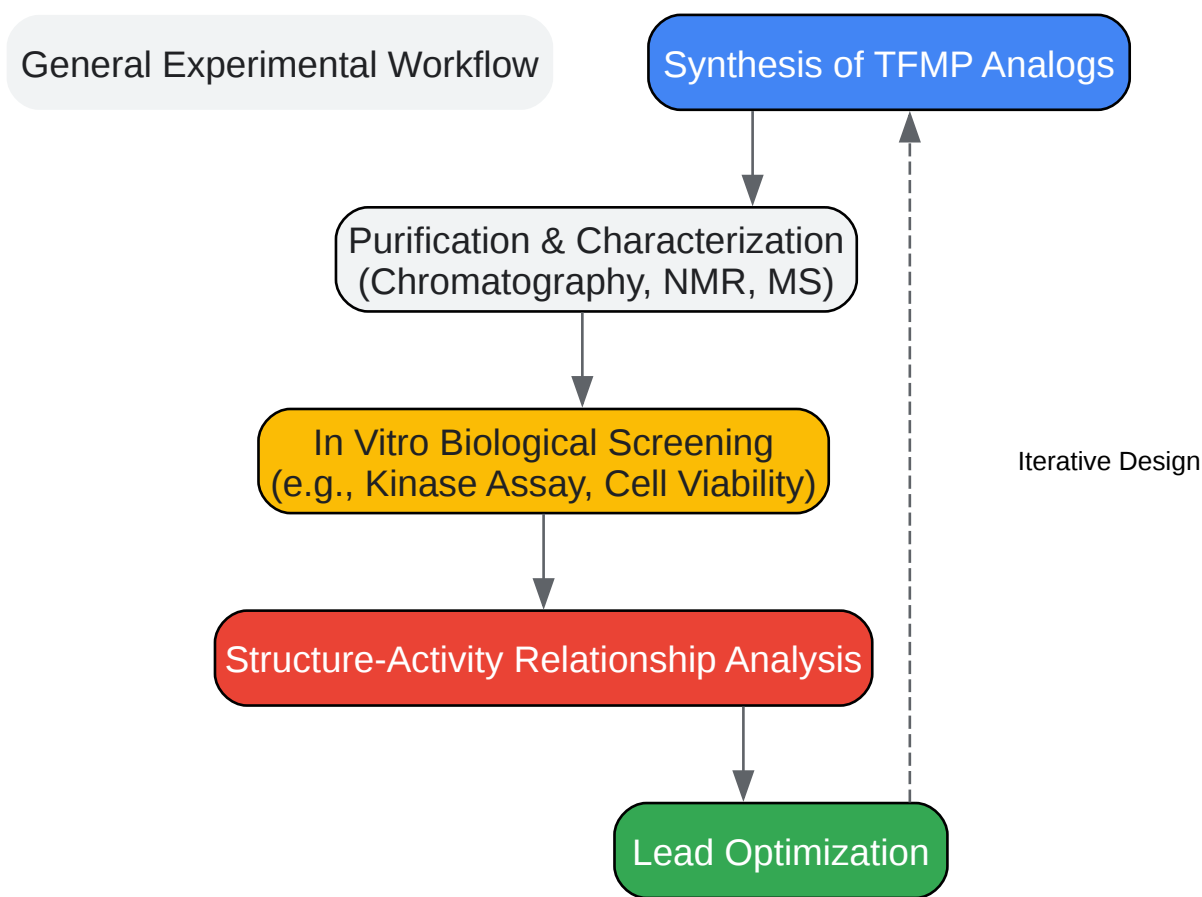 General Experimental Workflow
Synthesis of TFMP Analogs
Purification & Characterization
(Chromatography, NMR, MS)
In Vitro Biological Screening
(e.g., Kinase Assay, Cell Viability)
Iterative Design
Structure-Activity Relationship Analysis
Lead Optimization